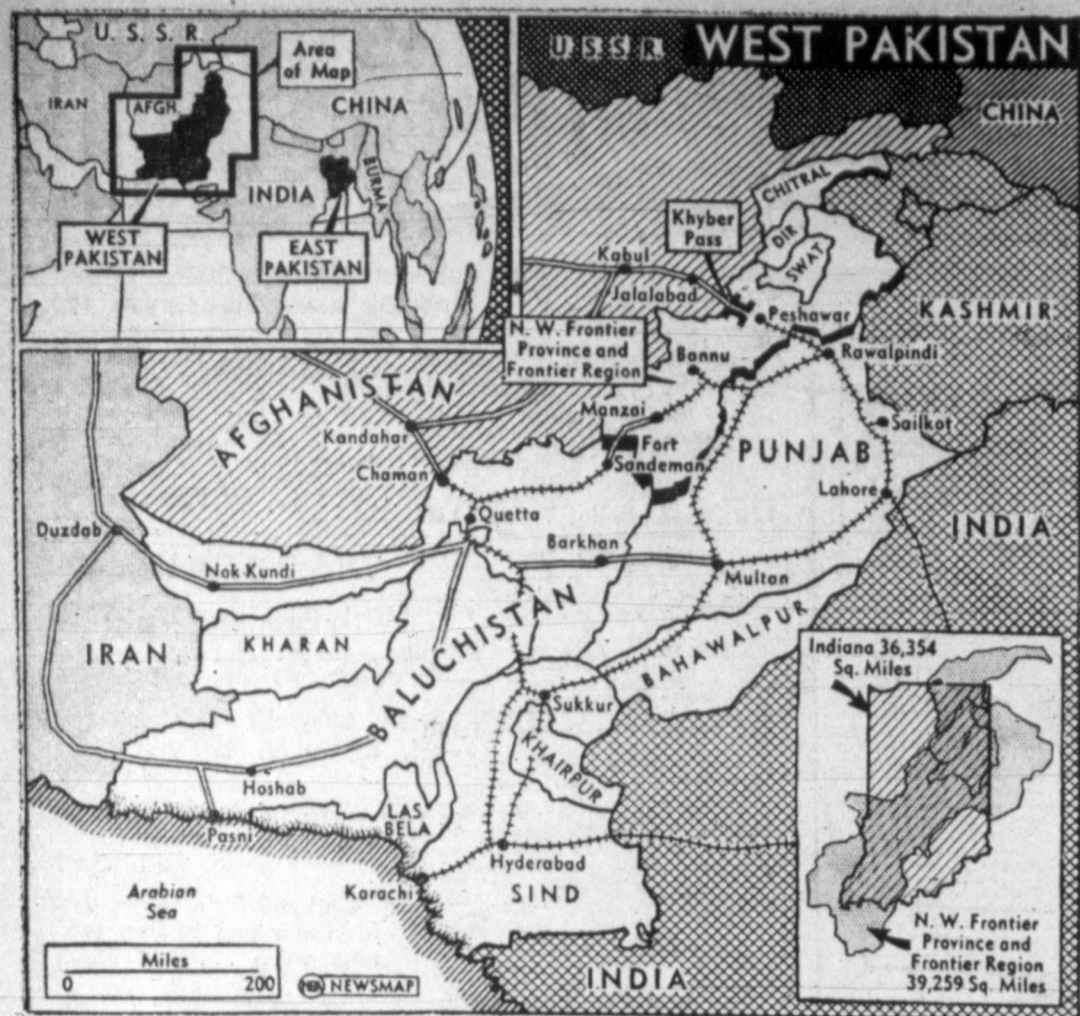 U. S. S. R.
Area
of Map
IRAN
AFGH.
CHINA
INDIA
BURMA
WEST
PAKISTAN
EAST
PAKISTAN
WEST PAKISTAN
U. S. S. R.
CHINA
CHITRAL
Khyber
Pass
DIR
SWAT
Kabul
Jalalabad
Peshawar
KASHMIR
N. W. Frontier
Province and
Frontier Region
Bannu
Rawalpindi
AFGHANISTAN
Manzai
Sailkot
Kandahar
Fort
Sandeman
PUNJAB
Chaman
Lahore
Quetta
Duzdab
INDIA
Barkhan
Nok Kundi
Multan
BALUCHISTAN
IRAN
KHARAN
BAHAWALPUR
Sukkur
KHAIRPUR
Hoshab
LAS
BELA
Pasni
Hyderabad
Karachi
SIND
Arabian
Sea
INDIA
Miles
0 200
NEA NEWSMAP
Indiana 36,354
Sq. Miles
N. W. Frontier
Province and
Frontier Region
39,259 Sq. Miles